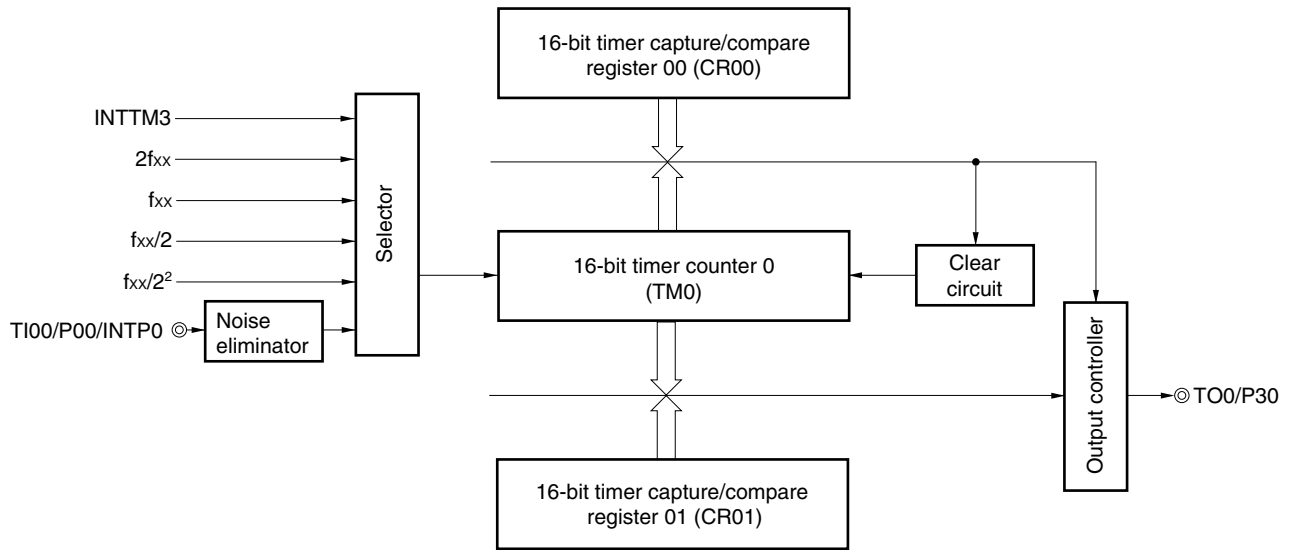 16-bit timer capture/compare
register 00 (CR00)
INTTM3
2fxx
fxx
fxx/2
fxx/2²
TI00/P00/INTP0
Noise
eliminator
Selector
16-bit timer counter 0
(TM0)
Clear
circuit
Output controller
TO0/P30
16-bit timer capture/compare
register 01 (CR01)